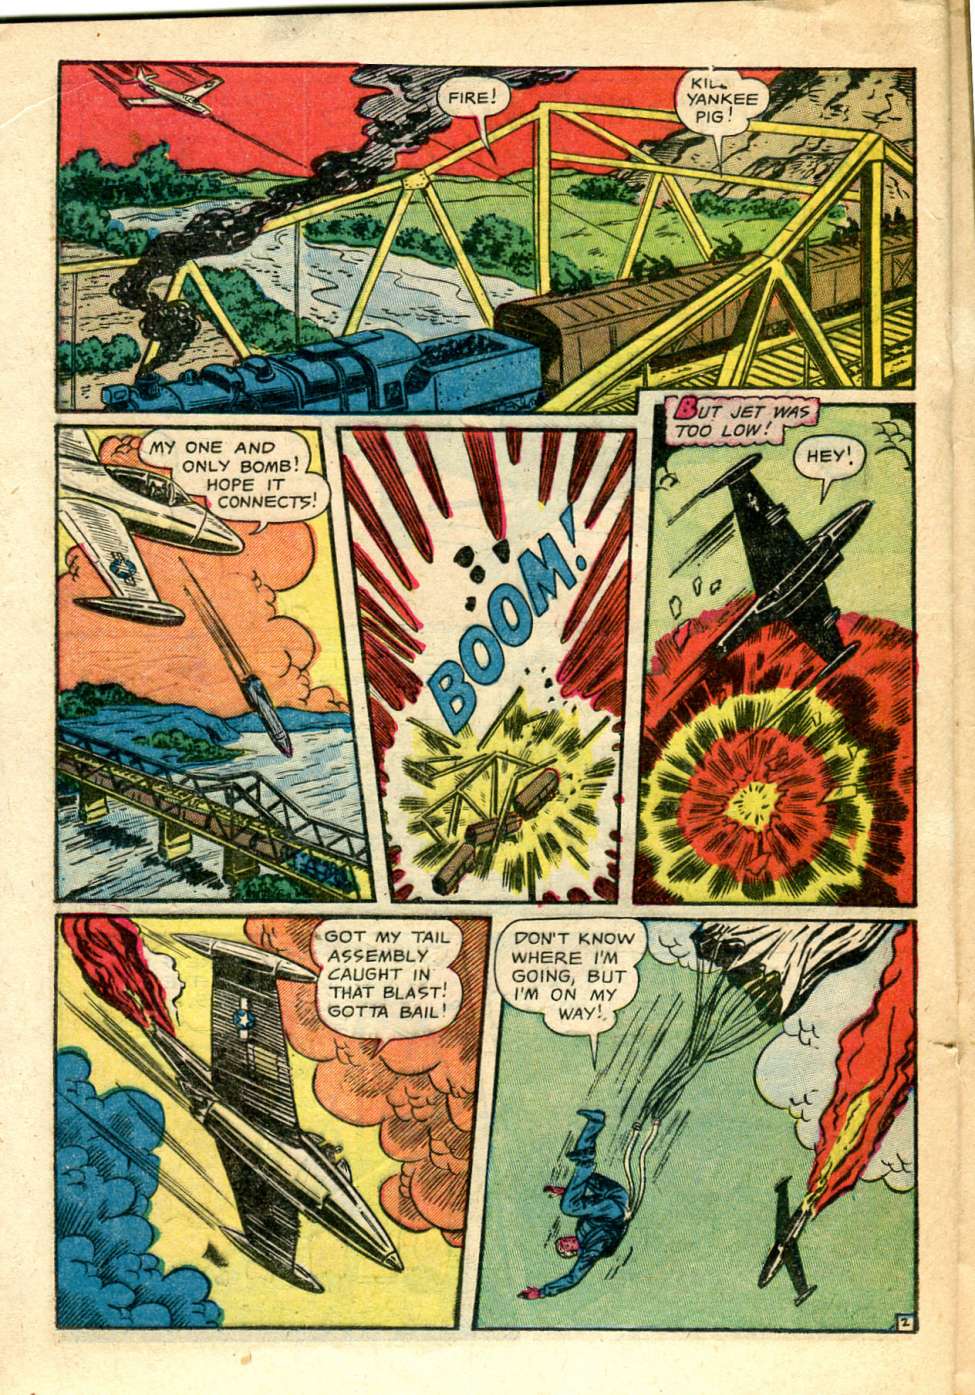 FIRE!
KILL
YANKEE
PIG!
MY ONE AND
ONLY BOMB!
HOPE IT
CONNECTS!
BOOM!
BUT JET WAS
TOO LOW!
HEY!
GOT MY TAIL
ASSEMBLY
CAUGHT IN
THAT BLAST!
GOTTA BAIL!
DON'T KNOW
WHERE I'M
GOING, BUT
I'M ON MY
WAY!
2